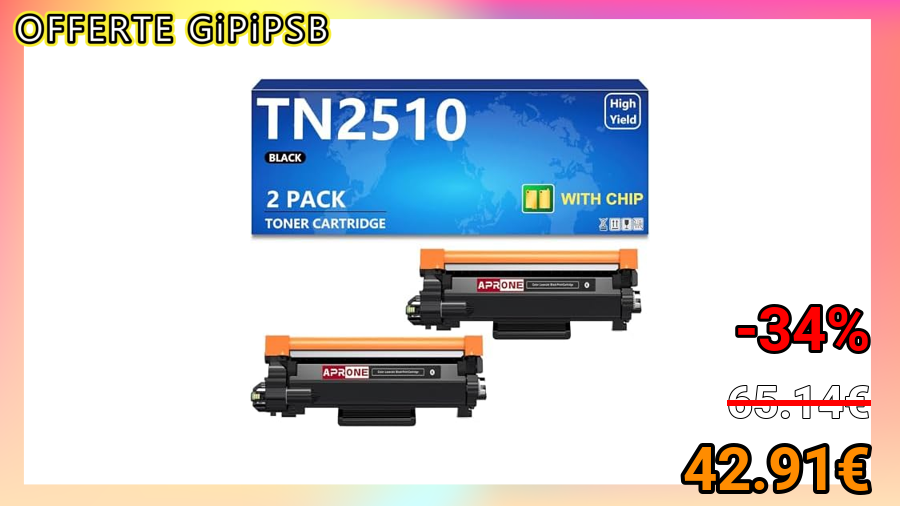 OFFERTE GiPiPSB
TN2510
High
Yield
BLACK
2 PACK
WITH CHIP
TONER CARTRIDGE
APRONE
APRONE
-34%
65.14€
42.91€